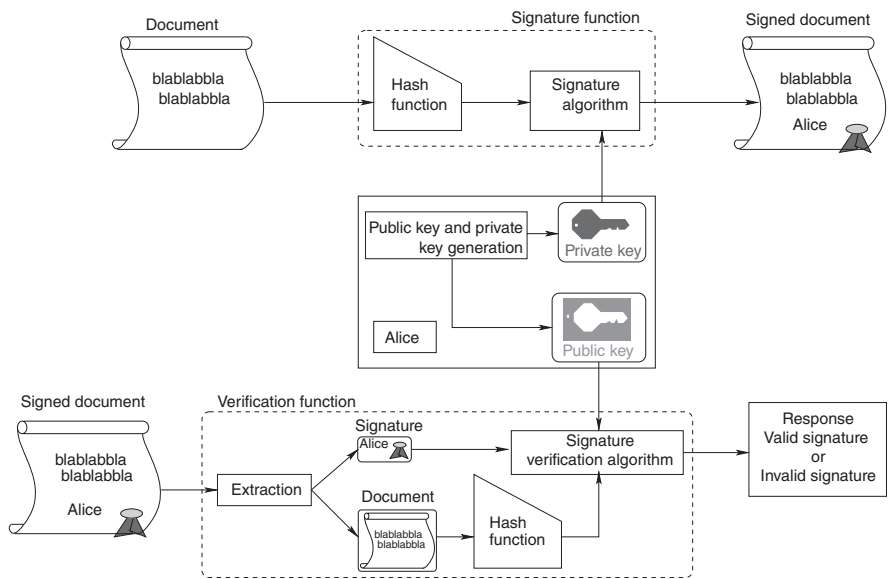 Document
blablabbla
blablabbla
Signature function
Hash
function
Signature
algorithm
Signed document
blablabbla
blablabbla
Alice
Public key and private
key generation
Private key
Alice
Public key
Signed document
blablabbla
blablabbla
Alice
Verification function
Extraction
Signature
Alice
Document
blablabbla
blablabbla
Hash
function
Signature
verification algorithm
Response
Valid signature
or
Invalid signature